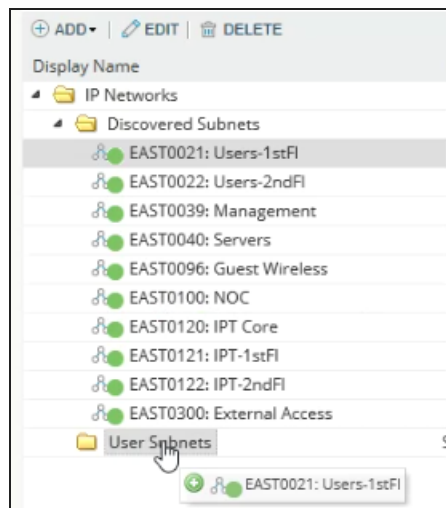 ADD | EDIT | DELETE
Display Name
IP Networks
Discovered Subnets
EAST0021: Users-1stFl
EAST0022: Users-2ndFl
EAST0039: Management
EAST0040: Servers
EAST0096: Guest Wireless
EAST0100: NOC
EAST0120: IPT Core
EAST0121: IPT-1stFl
EAST0122: IPT-2ndFl
EAST0300: External Access
User Subnets
EAST0021: Users-1stFl